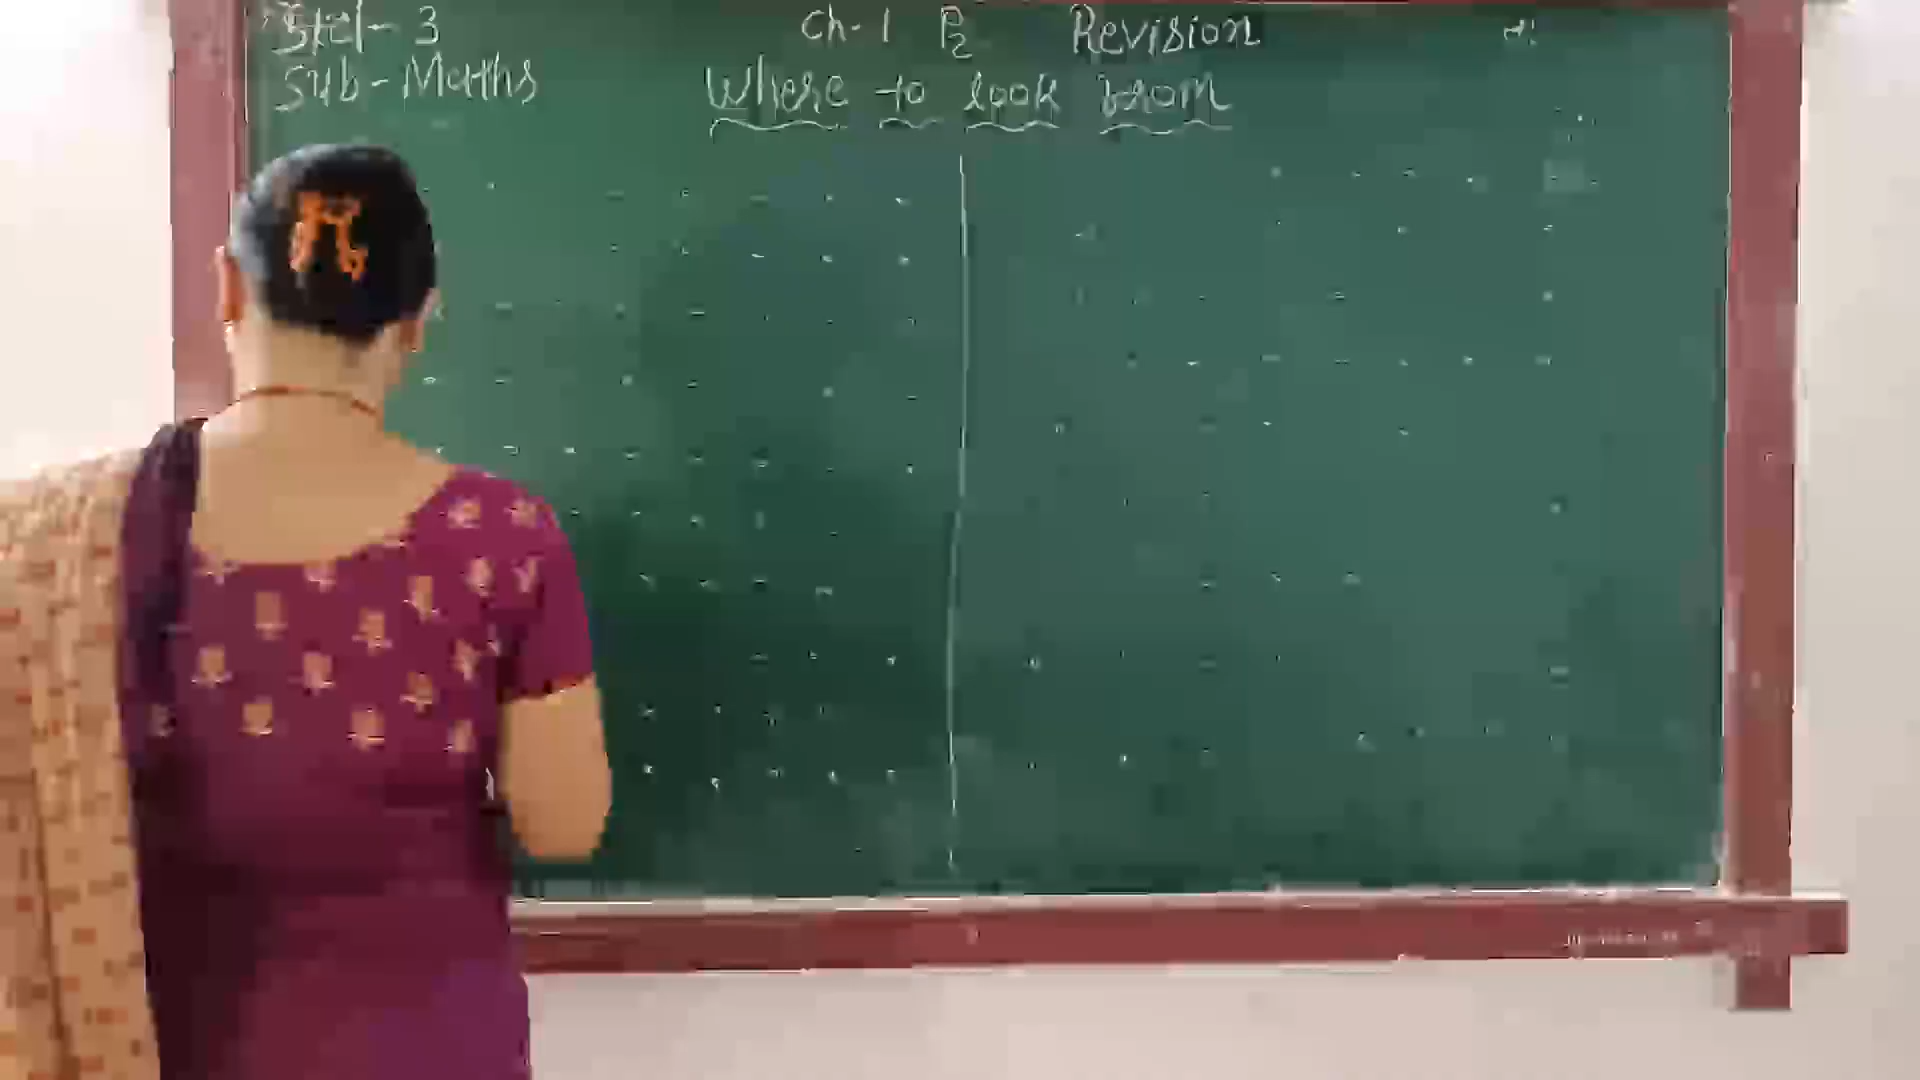 Std - 3 Ch-1 P2 Revision
Sub - Maths Where to look from